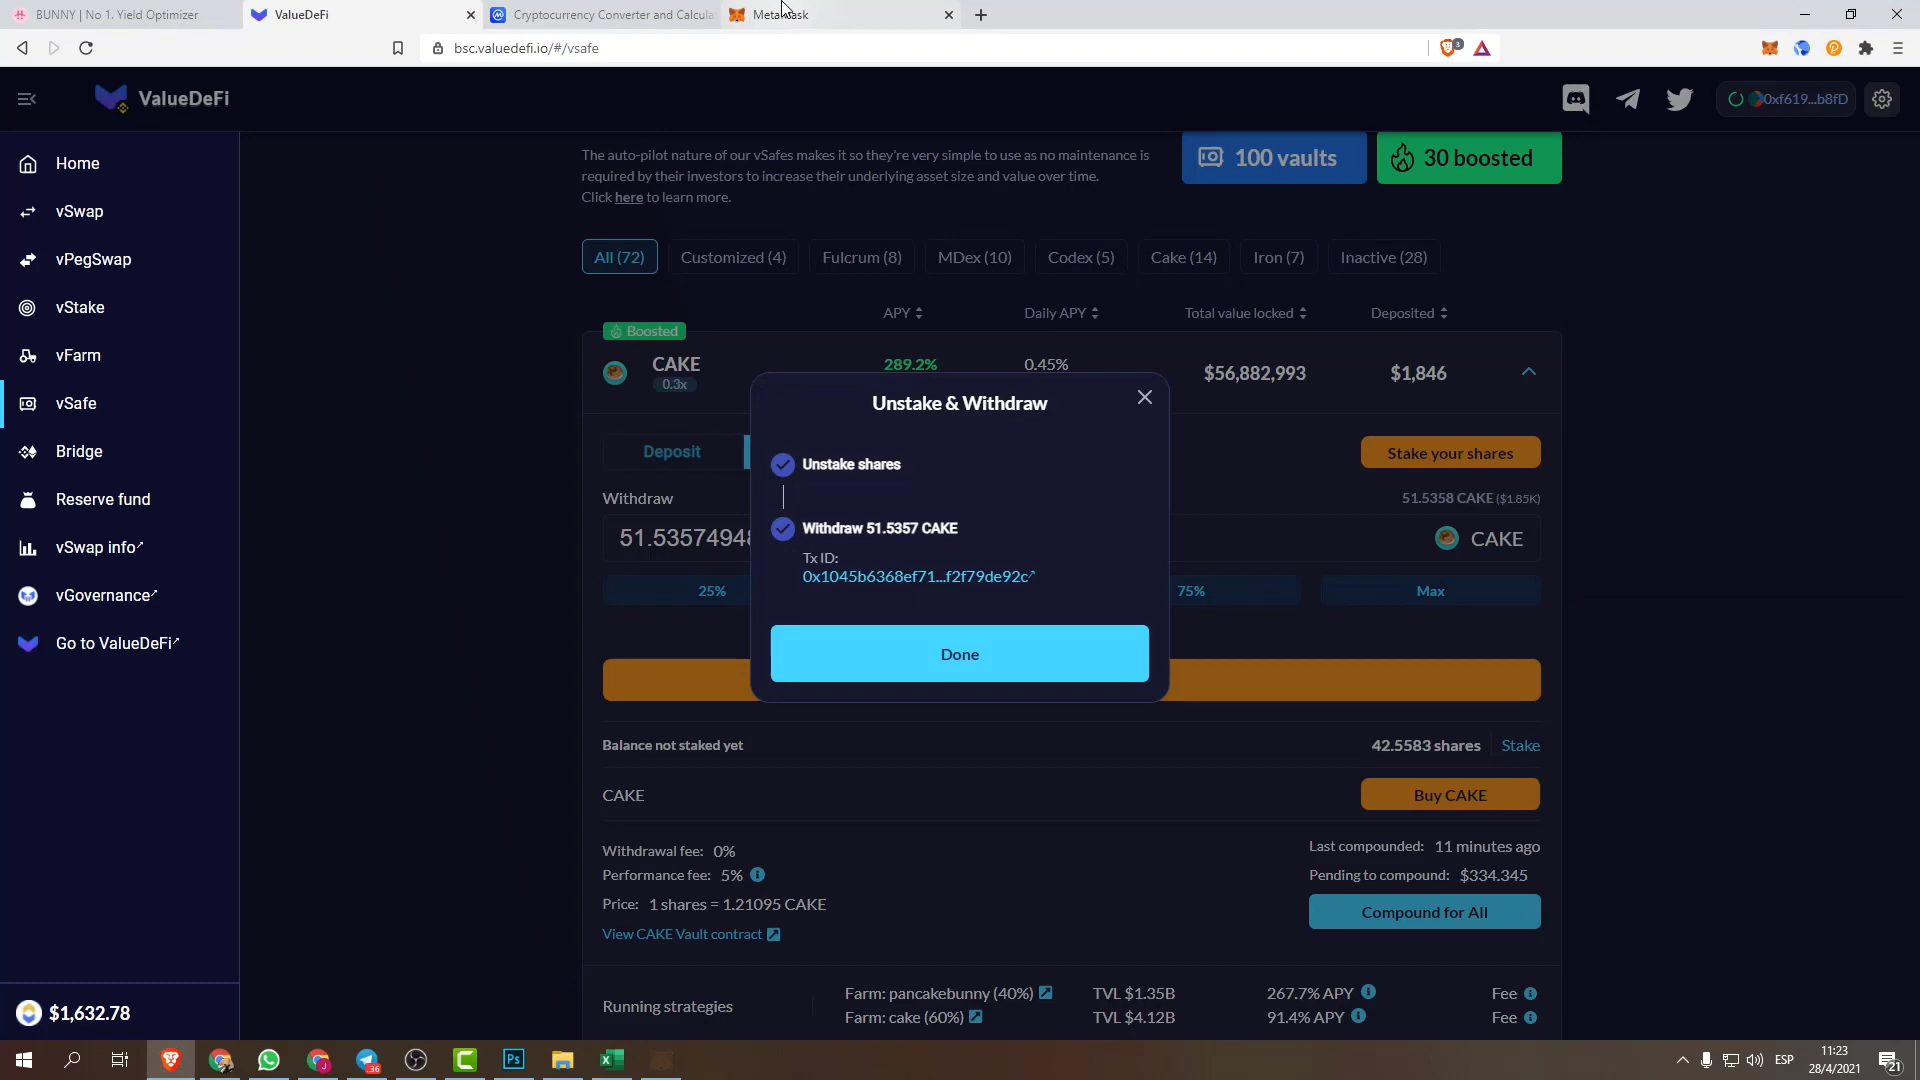 BUNNY | No 1. Yield Optimizer
ValueDeFi
Cryptocurrency Converter and Calcula
bsc.valuedefi.io/#/vsafe
3
ValueDeFi
0xf619...b8fD
Home
vSwap
vPegSwap
vStake
vFarm
vSafe
Bridge
Reserve fund
vSwap info↗
vGovernance↗
Go to ValueDeFi↗
$1,632.78
The auto-pilot nature of our vSafes makes it so they're very simple to use as no maintenance is
required by their investors to increase their underlying asset size and value over time.
Click here to learn more.
100 vaults
30 boosted
All (72)
Customized (4)
Fulcrum (8)
MDex (10)
Codex (5)
Cake (14)
Iron (7)
Inactive (28)
APY
Daily APY
Total value locked
Deposited
Boosted
CAKE
0.3x
289.2%
0.45%
$56,882,993
$1,846
Unstake & Withdraw
Unstake shares
Withdraw 51.5357 CAKE
Tx ID:
0x1045b6368ef71...f2f79de92c↗
Done
Deposit
Stake your shares
Withdraw
51.5358 CAKE ($1.85K)
51.53574948
CAKE
25%
75%
Max
Balance not staked yet
42.5583 shares
Stake
CAKE
Buy CAKE
Withdrawal fee: 0%
Performance fee: 5%
Price: 1 shares = 1.21095 CAKE
View CAKE Vault contract
Last compounded: 11 minutes ago
Pending to compound: $334.345
Compound for All
Running strategies
Farm: pancakebunny (40%)
TVL $1.35B
267.7% APY
Fee
Farm: cake (60%)
TVL $4.12B
91.4% APY
Fee
36
Ps
ESP
11:23
28/4/2021
21